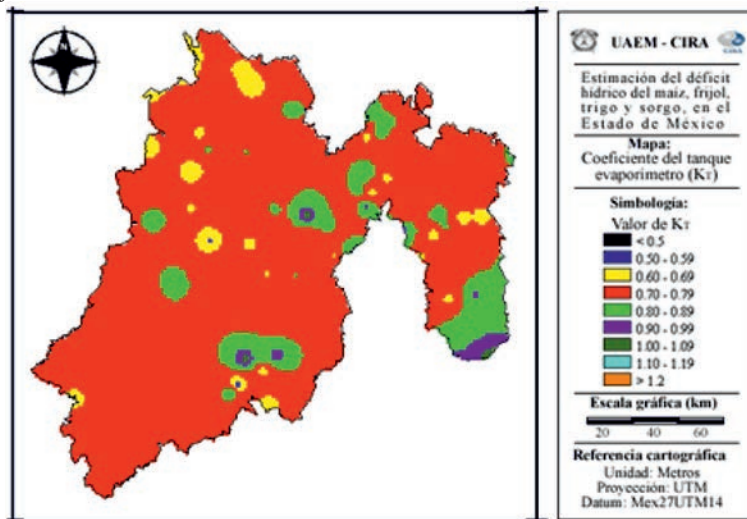 N
UAEM - CIRA
CIRA
Estimación del déficit
hídrico del maíz, frijol,
trigo y sorgo, en el
Estado de México
Mapa:
Coeficiente del tanque
evaporímetro (KT)
Simbología:
Valor de KT
< 0.5
0.50 - 0.59
0.60 - 0.69
0.70 - 0.79
0.80 - 0.89
0.90 - 0.99
1.00 - 1.09
1.10 - 1.19
> 1.2
Escala gráfica (km)
20 40 60
Referencia cartográfica
Unidad: Metros
Proyección: UTM
Datum: Mex27UTM14